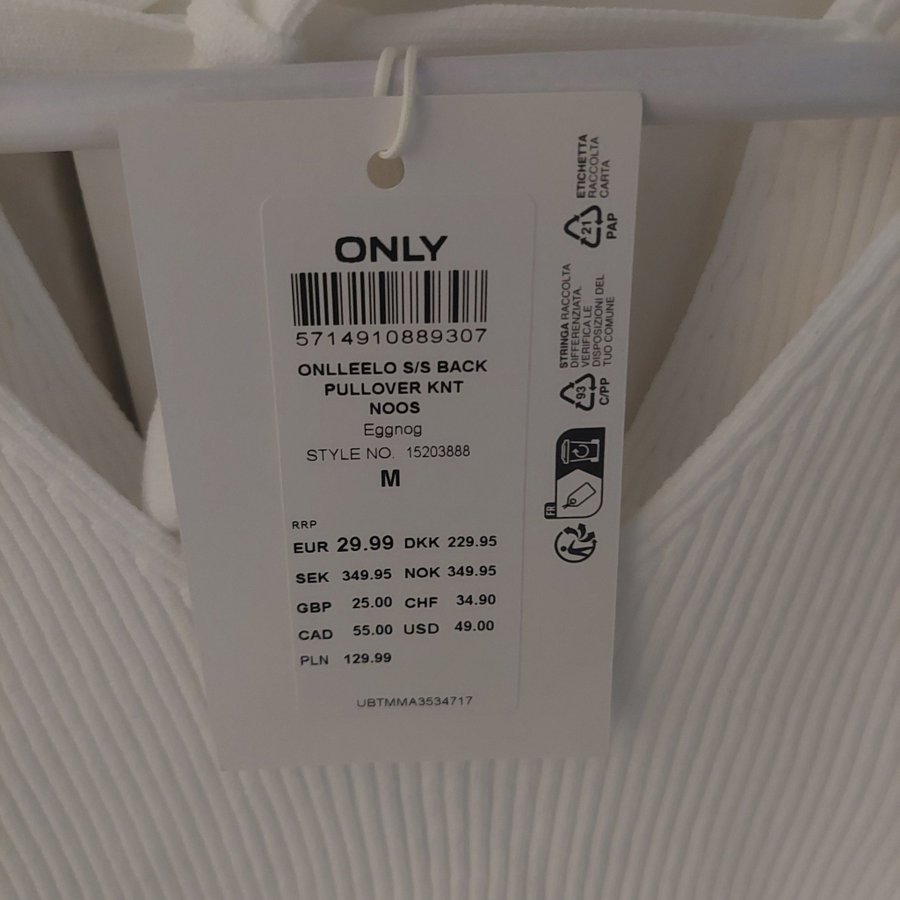 ONLY
5714910889307
ONLLEELO S/S BACK
PULLOVER KNT
NOOS
Eggnog
STYLE NO. 15203888
M
RRP
EUR 29.99 DKK 229.95
SEK 349.95 NOK 349.95
GBP 25.00 CHF 34.90
CAD 55.00 USD 49.00
PLN 129.99
UBTMMA3534717
ETICHETTA
RACCOLTA
CARTA
21
PAP
STRINGA RACCOLTA
DIFFERENZIATA.
VERIFICA LE
DISPOSIZIONI DEL
TUO COMUNE
93
C/PP
FR